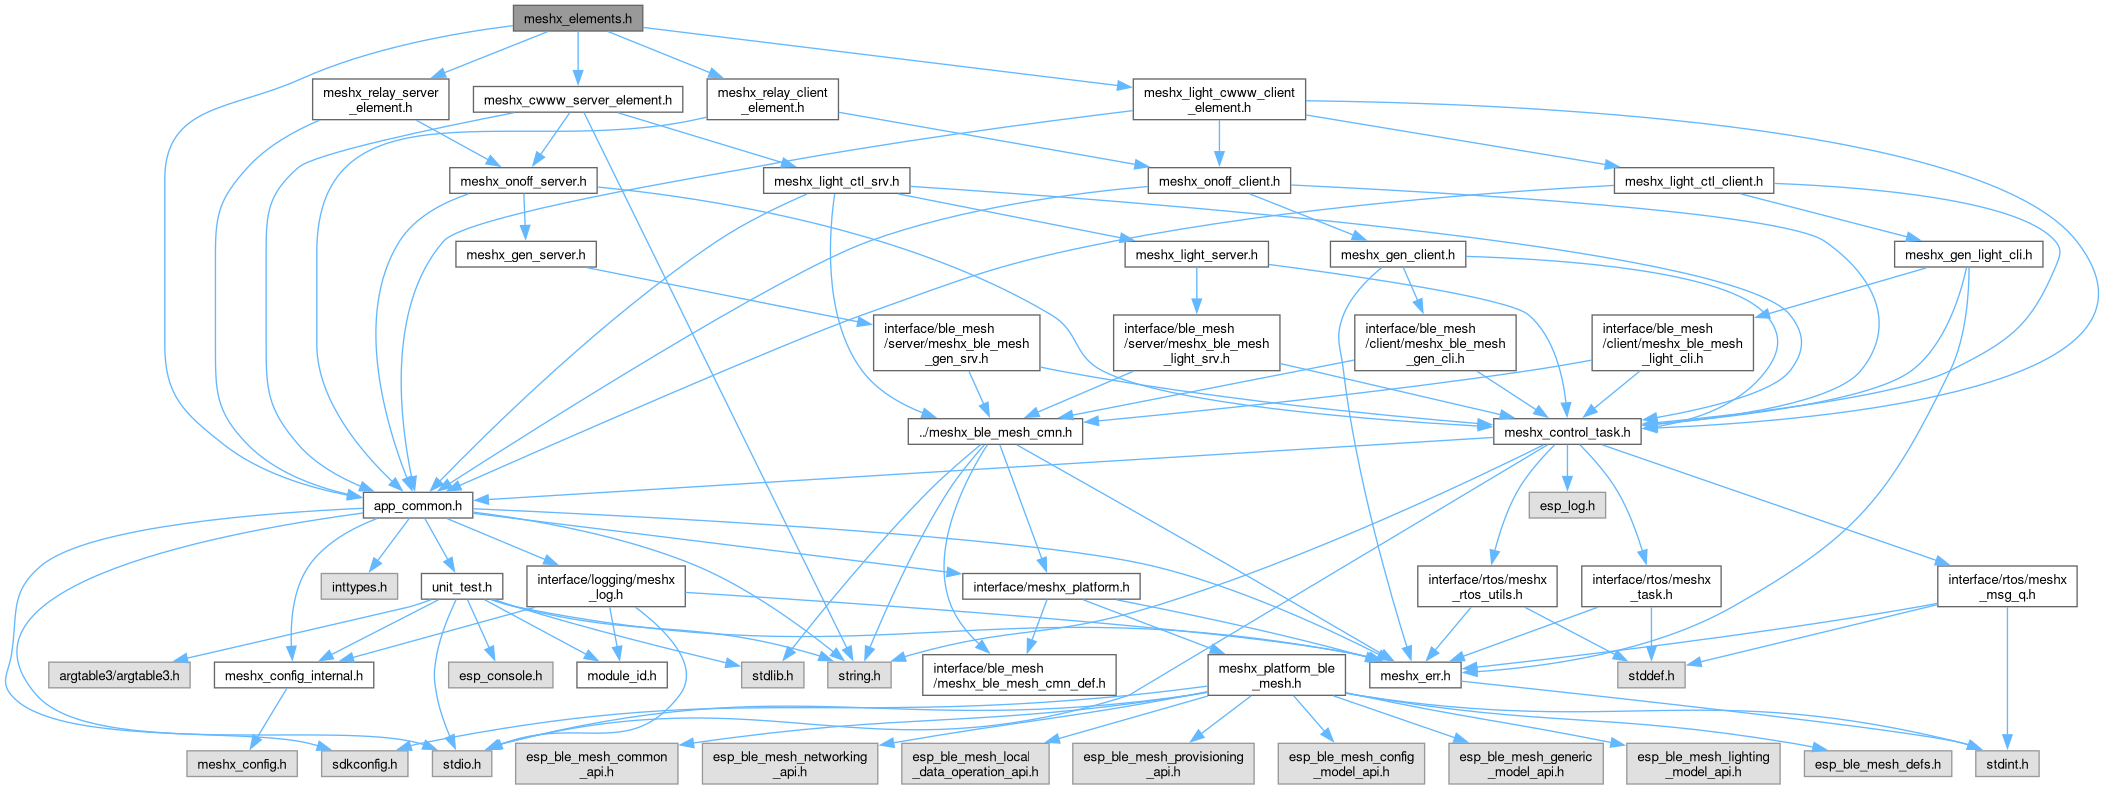 meshx_elements.h
meshx_relay_server
_element.h
meshx_cwww_server_element.h
meshx_relay_client
_element.h
meshx_light_cwww_client
_element.h
meshx_onoff_server.h
meshx_light_ctl_srv.h
meshx_onoff_client.h
meshx_light_ctl_client.h
meshx_gen_server.h
meshx_light_server.h
meshx_gen_client.h
meshx_gen_light_cli.h
interface/ble_mesh
/server/meshx_ble_mesh
_gen_srv.h
interface/ble_mesh
/server/meshx_ble_mesh
_light_srv.h
interface/ble_mesh
/client/meshx_ble_mesh
_gen_cli.h
interface/ble_mesh
/client/meshx_ble_mesh
_light_cli.h
../meshx_ble_mesh_cmn.h
meshx_control_task.h
app_common.h
esp_log.h
inttypes.h
unit_test.h
interface/logging/meshx
_log.h
interface/meshx_platform.h
interface/rtos/meshx
_rtos_utils.h
interface/rtos/meshx
_task.h
interface/rtos/meshx
_msg_q.h
argtable3/argtable3.h
meshx_config_internal.h
esp_console.h
module_id.h
stdlib.h
string.h
interface/ble_mesh
/meshx_ble_mesh_cmn_def.h
meshx_platform_ble
_mesh.h
meshx_err.h
stddef.h
meshx_config.h
sdkconfig.h
stdio.h
esp_ble_mesh_common
_api.h
esp_ble_mesh_networking
_api.h
esp_ble_mesh_local
_data_operation_api.h
esp_ble_mesh_provisioning
_api.h
esp_ble_mesh_config
_model_api.h
esp_ble_mesh_generic
_model_api.h
esp_ble_mesh_lighting
_model_api.h
esp_ble_mesh_defs.h
stdint.h